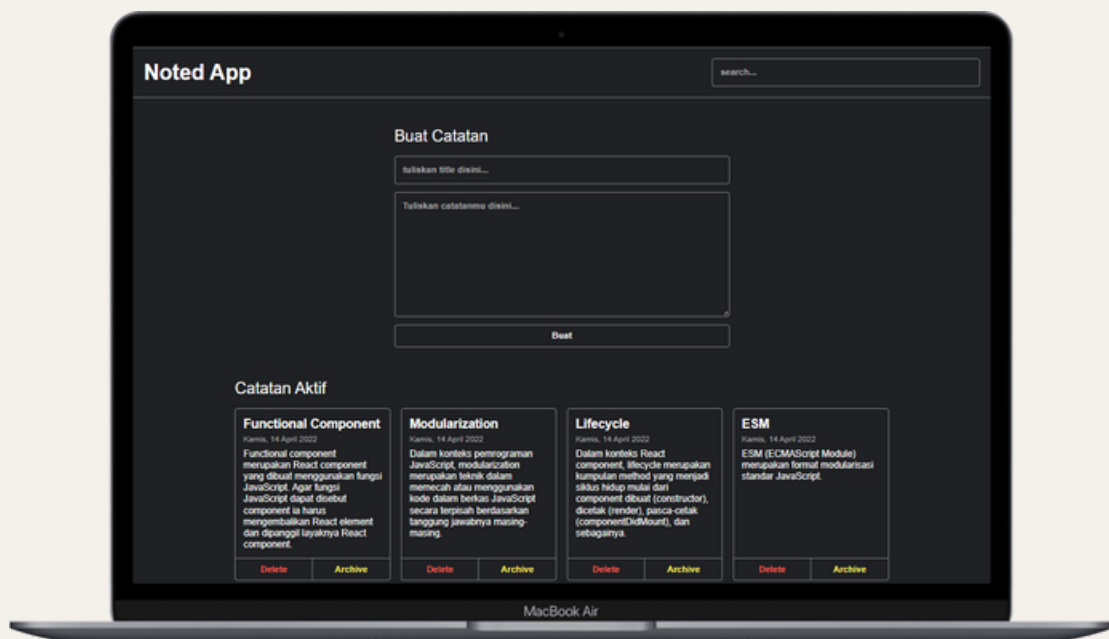 Noted App
search...
Buat Catatan
tuliskan title disini...
Tuliskan catatanmu disini...
Buat
Catatan Aktif
Functional Component
Kamis, 14 April 2022
Functional component
merupakan React component
yang dibuat menggunakan fungsi
JavaScript. Agar fungsi
JavaScript dapat disebut
component ia harus
mengembalikan React element
dan dipanggil layaknya React
component.
Delete
Archive
Modularization
Kamis, 14 April 2022
Dalam konteks pemrograman
JavaScript, modularization
merupakan teknik dalam
memecah atau menggunakan
kode dalam berkas JavaScript
secara terpisah berdasarkan
tanggung jawabnya masing-
masing.
Delete
Archive
Lifecycle
Kamis, 14 April 2022
Dalam konteks React
component, lifecycle merupakan
kumpulan method yang menjadi
siklus hidup mulai dari
component dibuat (constructor),
dicetak (render), pasca-cetak
(componentDidMount), dan
sebagainya.
Delete
Archive
ESM
Kamis, 14 April 2022
ESM (ECMAScript Module)
merupakan format modularisasi
standar JavaScript.
Delete
Archive
MacBook Air